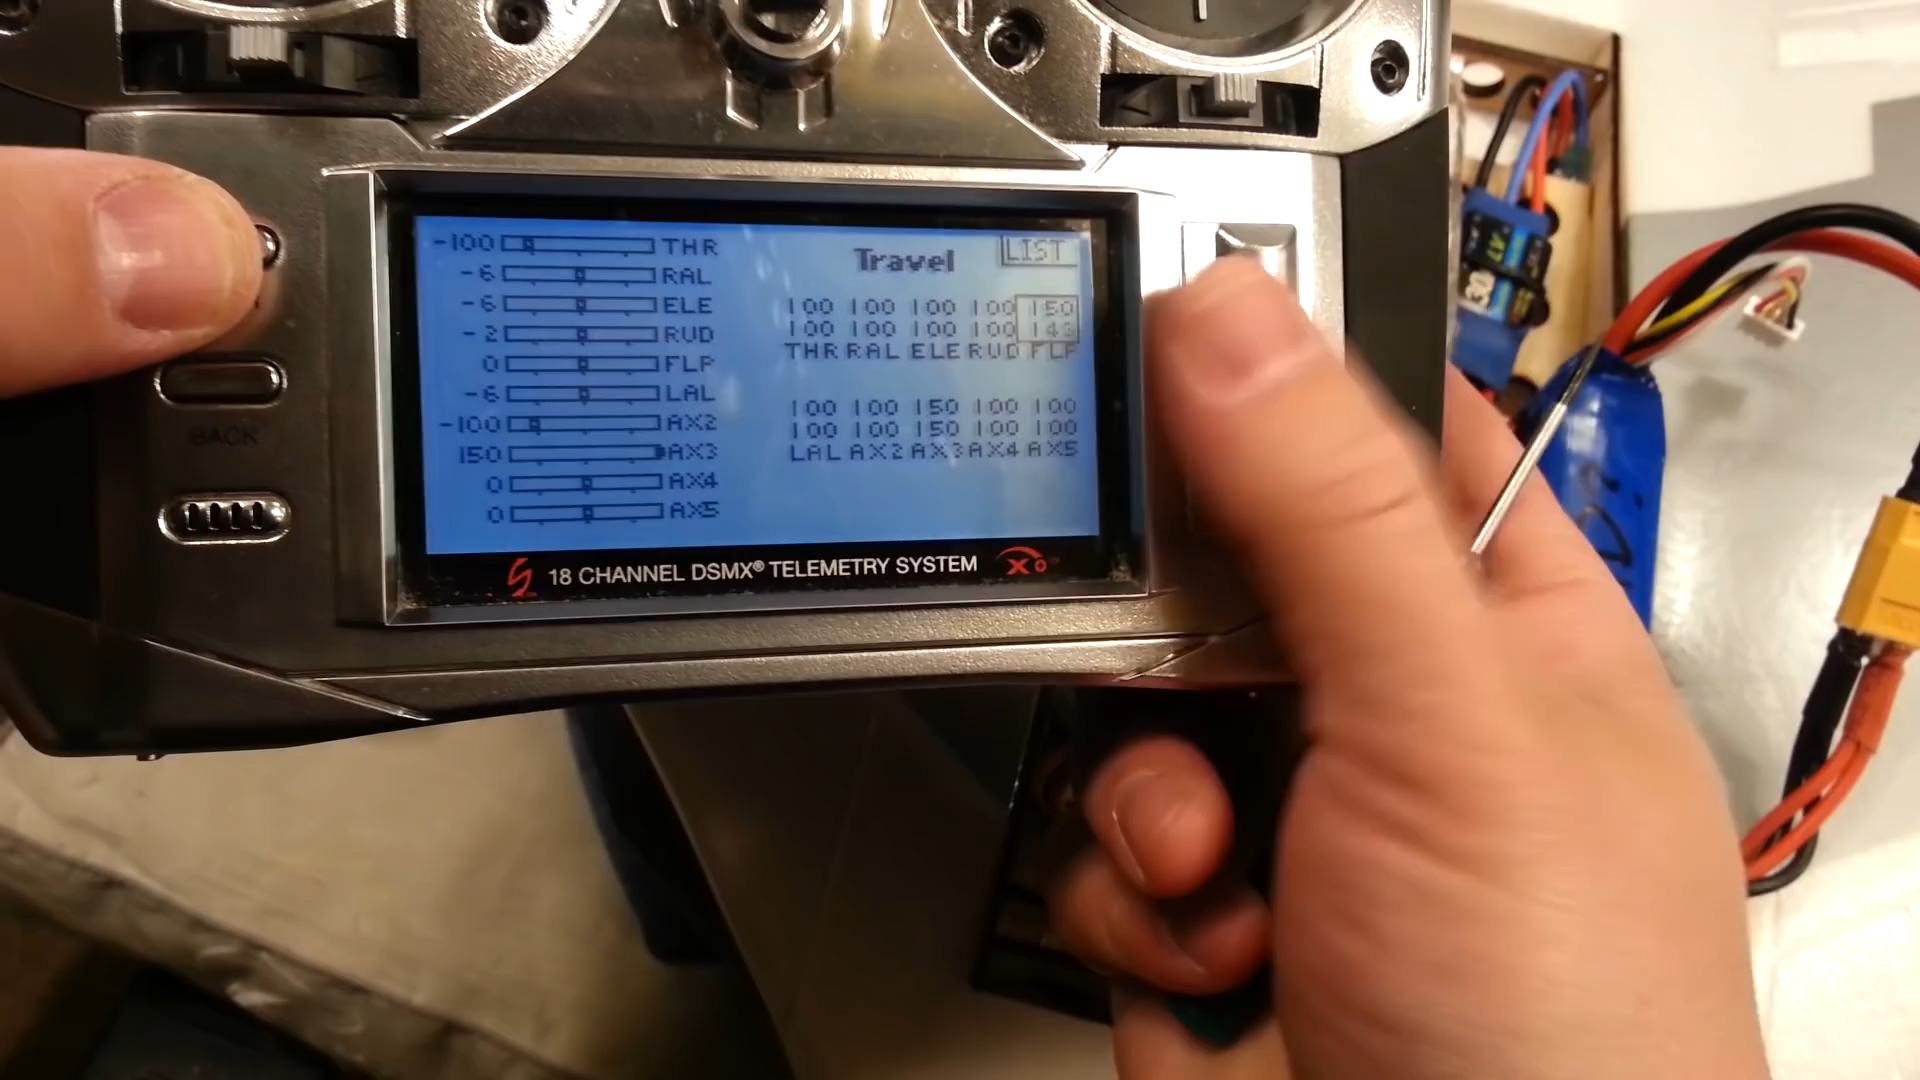 -100 THR
-6 RAL
-6 ELE
-2 RUD
0 FLP
-6 LAL
-100 AX2
150 AX3
0 AX4
0 AX5
Travel
LIST
100 100 100 100 150
100 100 100 100
THR RAL ELE RUD FLP
100 100 150 100 100
100 100 150 100 100
LAL AX2 AX3 AX4 AX5
BACK
18 CHANNEL DSMX® TELEMETRY SYSTEM
30